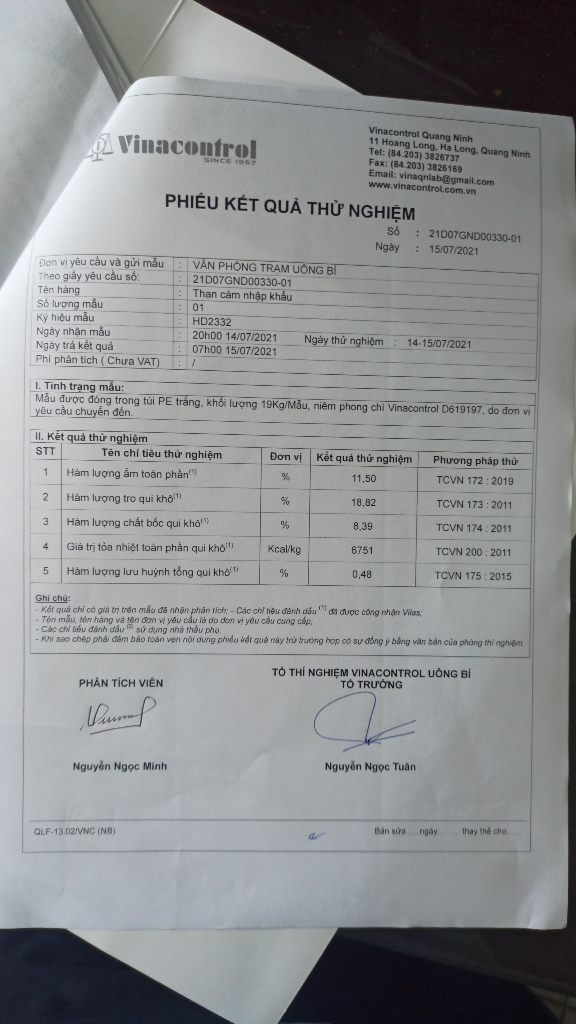 Vinacontrol
SINCE 1957
Vinacontrol Quang Ninh
11 Hoang Long, Ha Long, Quang Ninh
Tel: (84.203) 3826737
Fax: (84.203) 3826169
Email: vinaqnlab@gmail.com
www.vinacontrol.com.vn
PHIẾU KẾT QUẢ THỬ NGHIỆM
Số : 21D07GND00330-01
Ngày : 15/07/2021
Đơn vị yêu cầu và gửi mẫu : VĂN PHÒNG TRẠM UÔNG BÍ
Theo giấy yêu cầu số: : 21D07GND00330-01
Tên hàng : Than cám nhập khẩu
Số lượng mẫu : 01
Ký hiệu mẫu : HD2332
Ngày nhận mẫu : 20h00 14/07/2021 Ngày thử nghiệm : 14-15/07/2021
Ngày trả kết quả : 07h00 15/07/2021
Phí phân tích ( Chưa VAT) : /
I. Tình trạng mẫu:
Mẫu được đóng trong túi PE trắng, khối lượng 19Kg/Mẫu, niêm phong chì Vinacontrol D619197, do đơn vị
yêu cầu chuyển đến.
II. Kết quả thử nghiệm
STT Tên chỉ tiêu thử nghiệm Đơn vị Kết quả thử nghiệm Phương pháp thử
1 Hàm lượng ẩm toàn phần(1) % 11,50 TCVN 172 : 2019
2 Hàm lượng tro qui khô(1) % 18,82 TCVN 173 : 2011
3 Hàm lượng chất bốc qui khô(1) % 8,39 TCVN 174 : 2011
4 Giá trị tỏa nhiệt toàn phần qui khô(1) Kcal/kg 6751 TCVN 200 : 2011
5 Hàm lượng lưu huỳnh tổng qui khô(1) % 0,48 TCVN 175 : 2015
Ghi chú:
- Kết quả chỉ có giá trị trên mẫu đã nhận phân tích; - Các chỉ tiêu đánh dấu (1) đã được công nhận Vilas;
- Tên mẫu, tên hàng và tên đơn vị yêu cầu là do đơn vị yêu cầu cung cấp;
- Các chỉ tiêu đánh dấu (2) sử dụng nhà thầu phụ.
- Khi sao chép phải đảm bảo toàn vẹn nội dung phiếu kết quả này trừ trường hợp có sự đồng ý bằng văn bản của phòng thí nghiệm.
PHÂN TÍCH VIÊN
TỔ THÍ NGHIỆM VINACONTROL UÔNG BÍ
TỔ TRƯỞNG
Nguyễn Ngọc Minh
Nguyễn Ngọc Tuân
QLF-13.02/VNC (NB)
Bản sửa.....ngày......... thay thế cho......